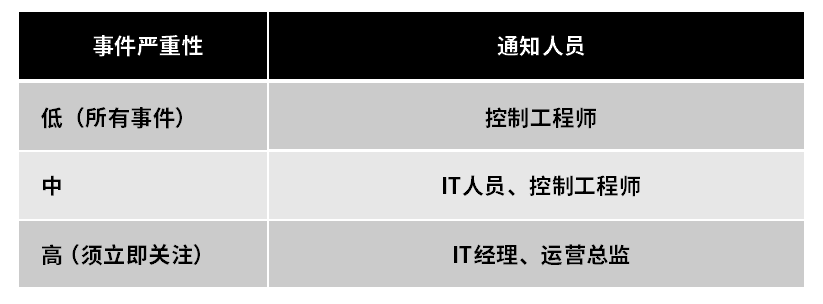 事件严重性 通知人员
低（所有事件） 控制工程师
中 IT人员、控制工程师
高（须立即关注） IT经理、运营总监